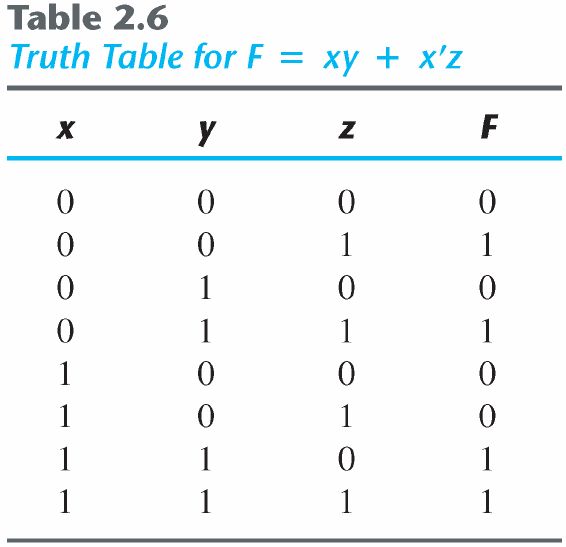 Table 2.6
Truth Table for F = xy + x′z
x y z F
0 0 0 0
0 0 1 1
0 1 0 0
0 1 1 1
1 0 0 0
1 0 1 0
1 1 0 1
1 1 1 1